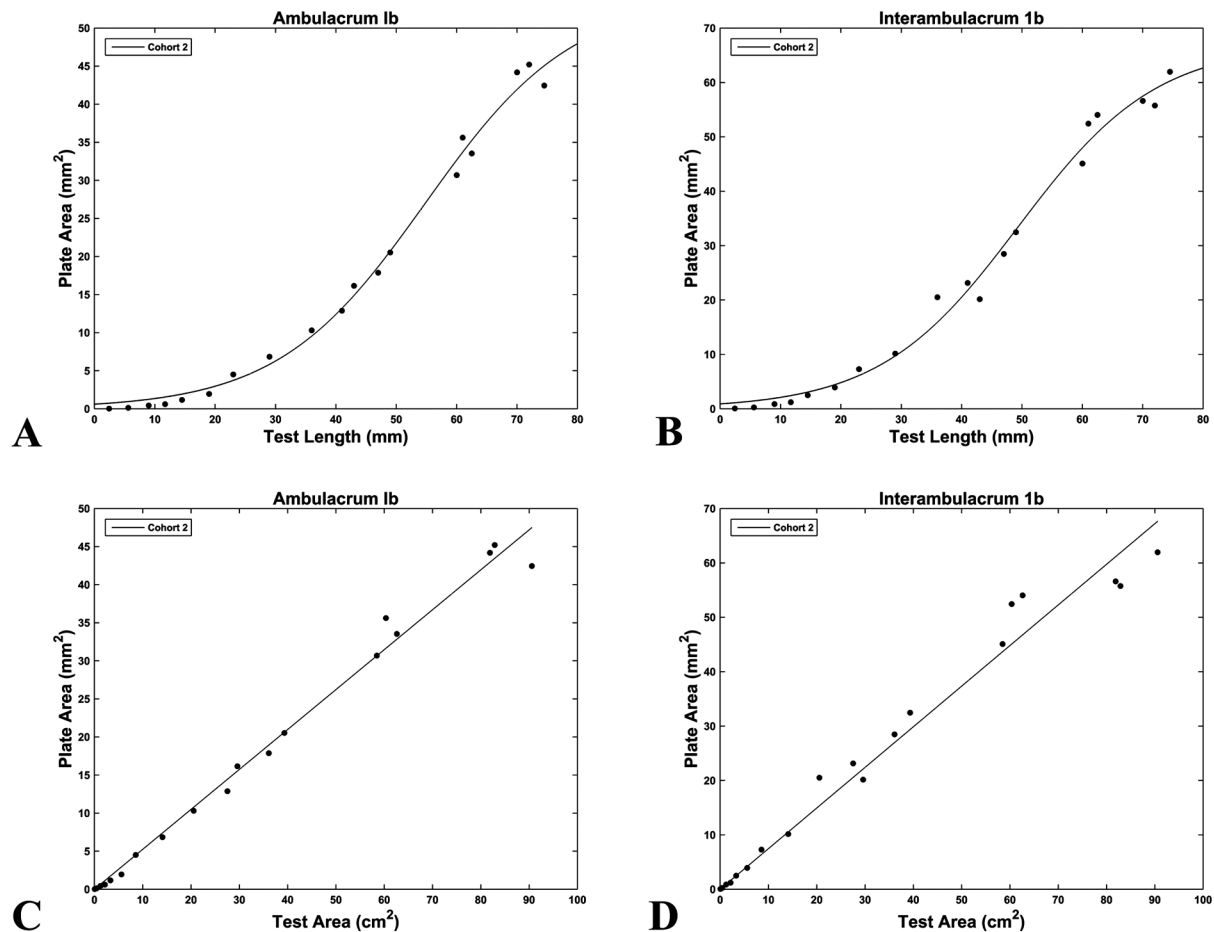 Ambulacrum Ib
50
45
40
35
30
25
20
15
10
5
0
Plate Area (mm2)
Cohort 2
0 10 20 30 40 50 60 70 80
Test Length (mm)
A
Interambulacrum 1b
70
60
50
40
30
20
10
0
Plate Area (mm2)
Cohort 2
0 10 20 30 40 50 60 70 80
Test Length (mm)
B
Ambulacrum Ib
50
45
40
35
30
25
20
15
10
5
0
Plate Area (mm2)
Cohort 2
0 10 20 30 40 50 60 70 80 90 100
Test Area (cm2)
C
Interambulacrum 1b
70
60
50
40
30
20
10
0
Plate Area (mm2)
Cohort 2
0 10 20 30 40 50 60 70 80 90 100
Test Area (cm2)
D